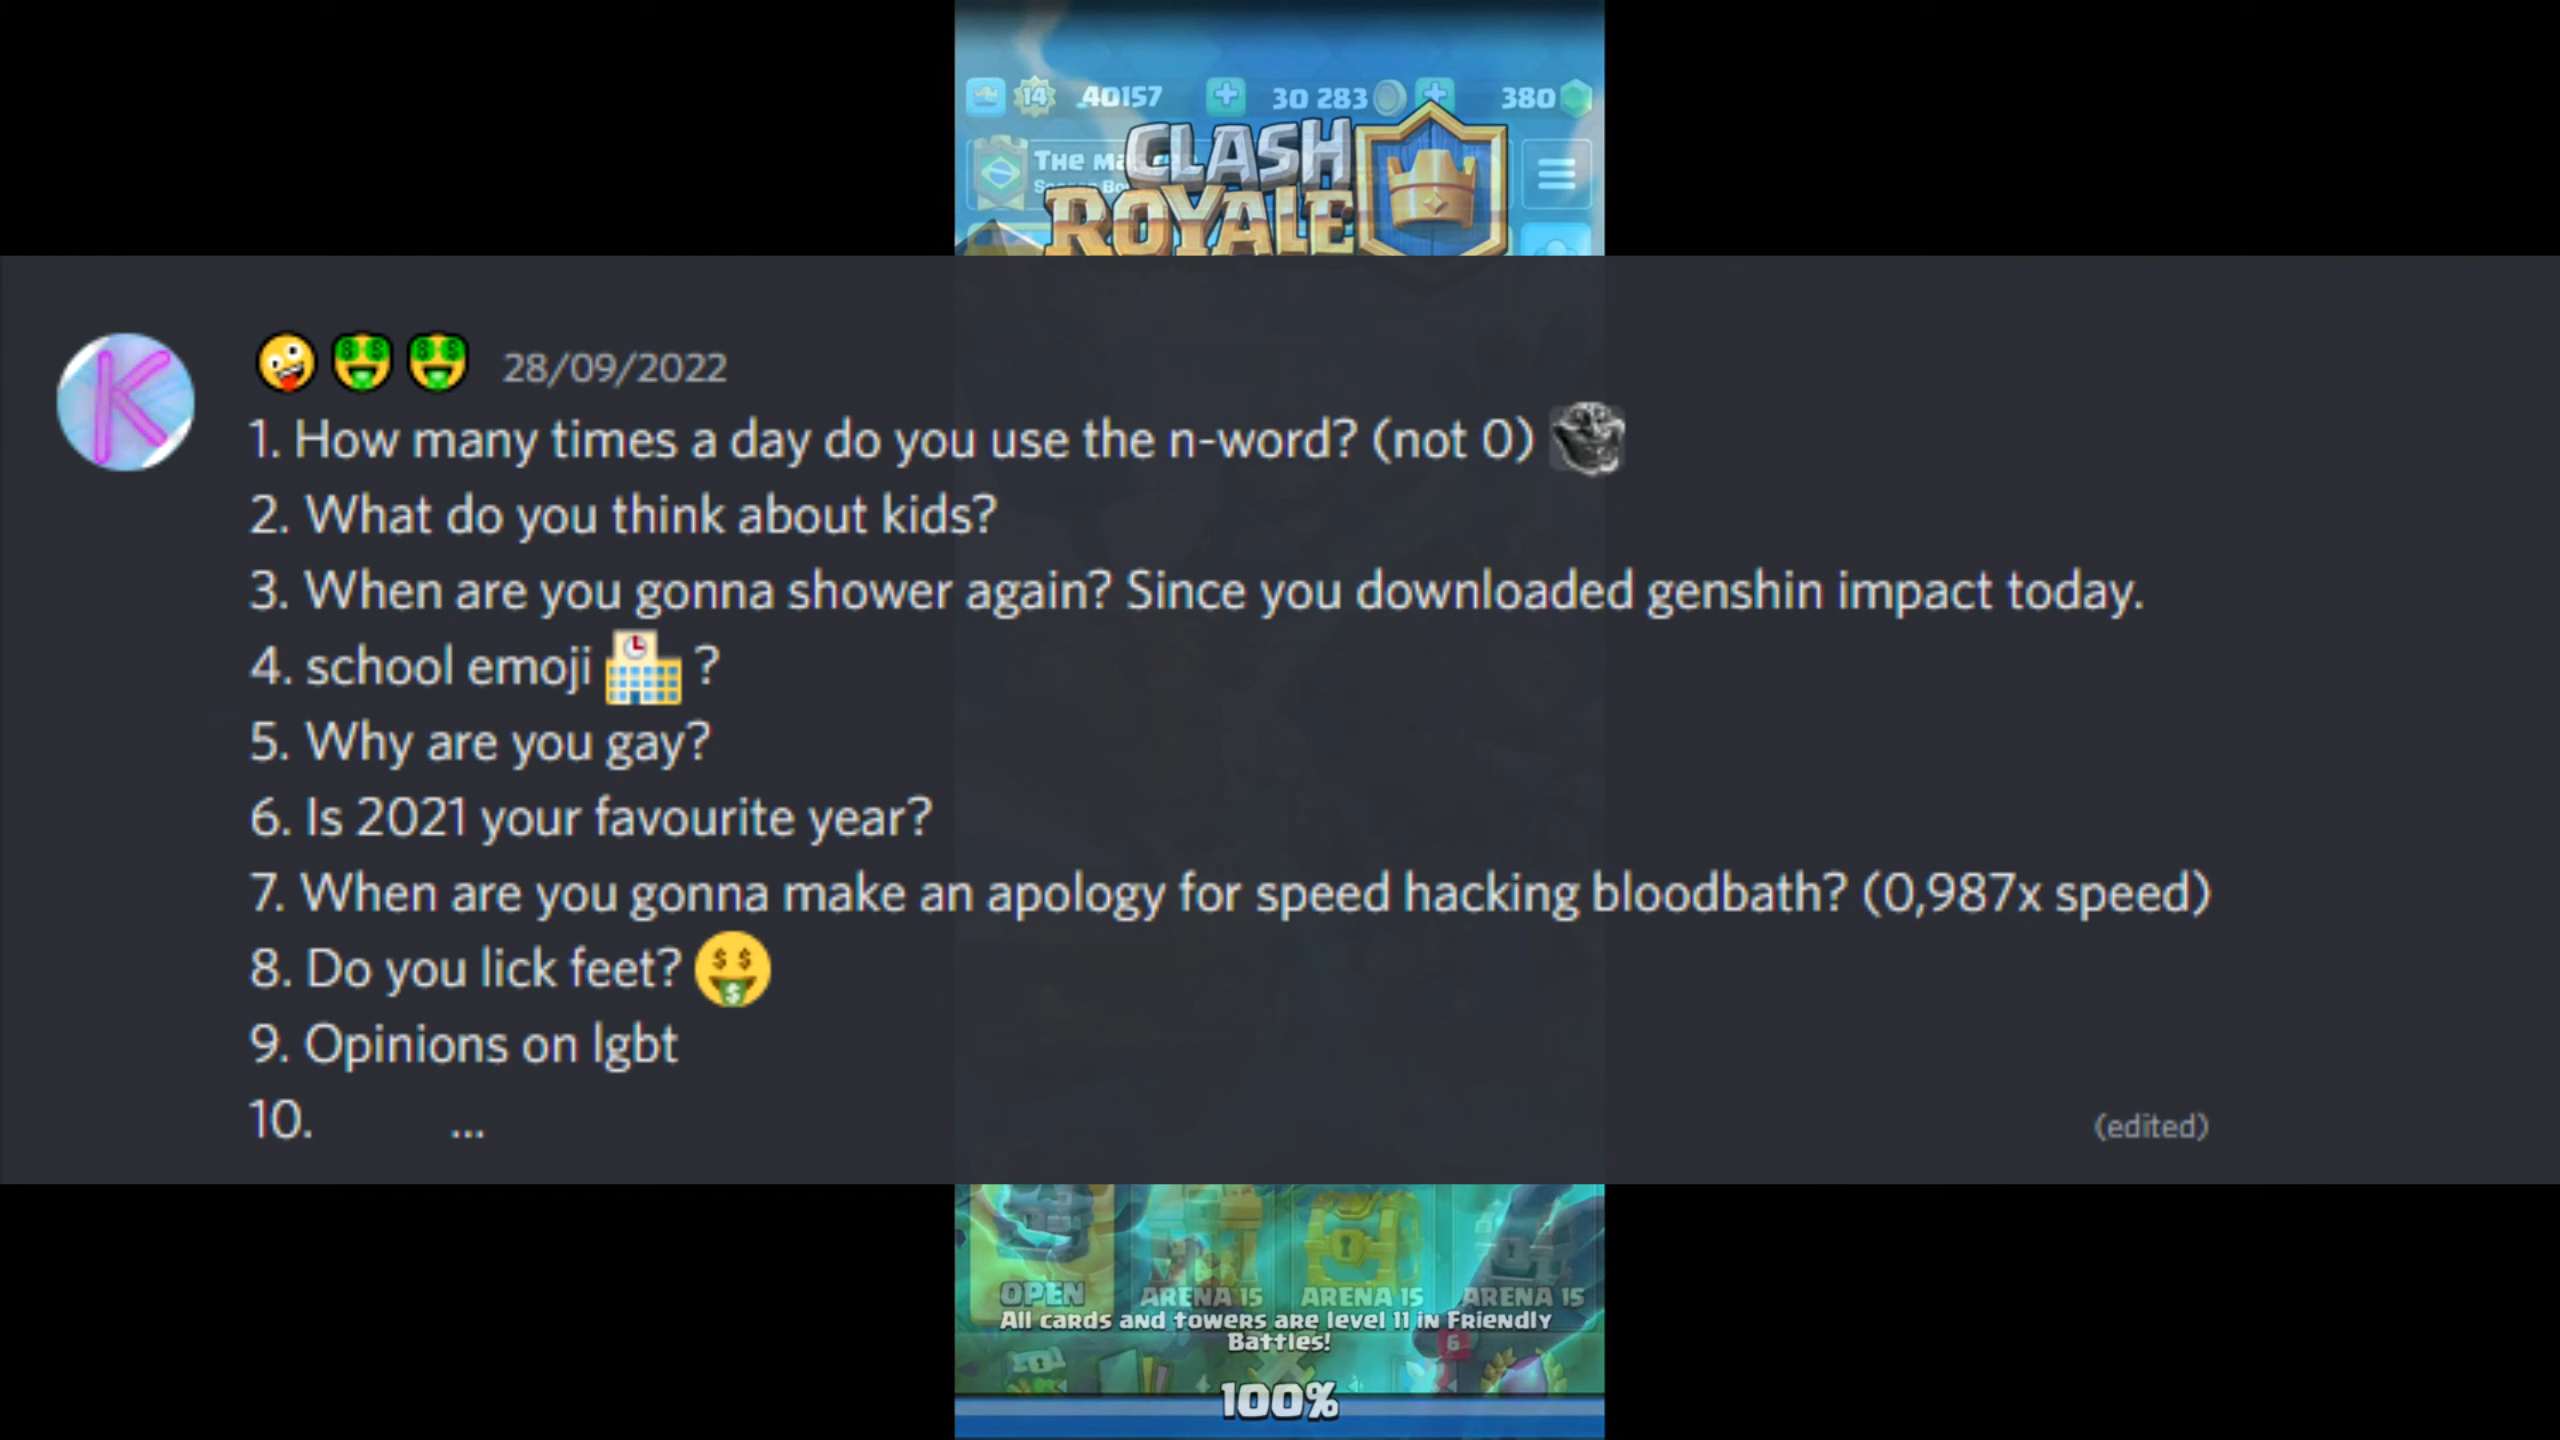 14 40157 30 283 380
CLASH
ROYALE
K
28/09/2022
1. How many times a day do you use the n-word? (not 0)
2. What do you think about kids?
3. When are you gonna shower again? Since you downloaded genshin impact today.
4. school emoji 🏫 ?
5. Why are you gay?
6. Is 2021 your favourite year?
7. When are you gonna make an apology for speed hacking bloodbath? (0,987x speed)
8. Do you lick feet? 🤑
9. Opinions on lgbt
10. ... (edited)
OPEN ARENA 15 ARENA 15 ARENA 15
All cards and towers are level 11 in Friendly
Battles!
6
100%